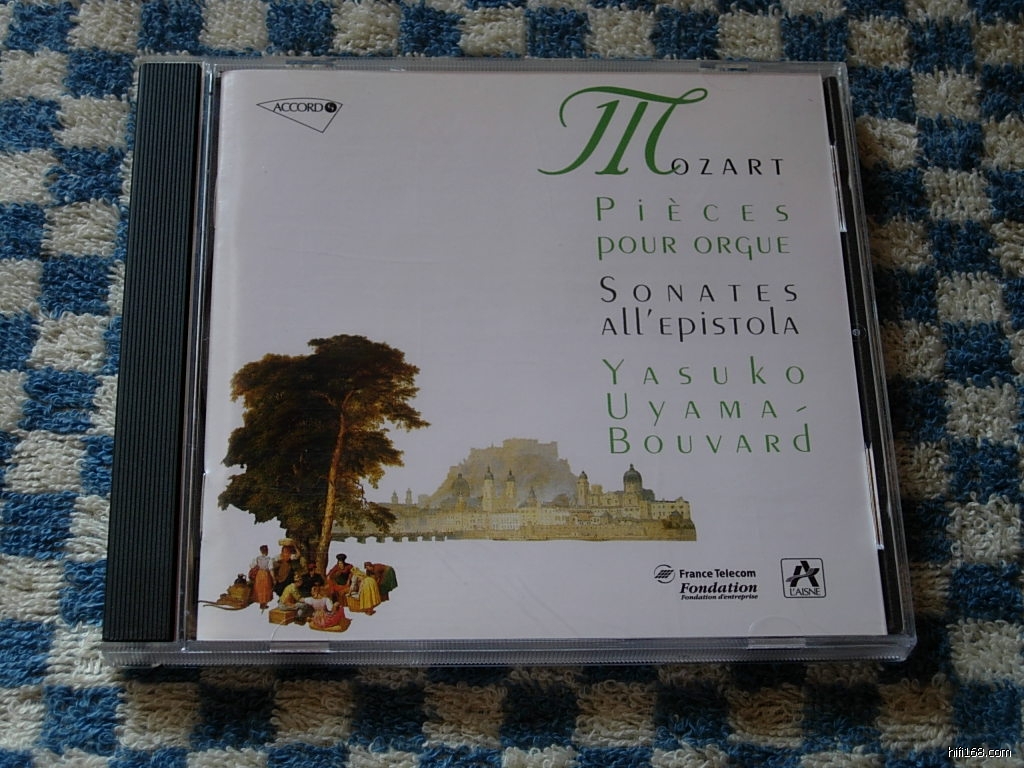 ACCORD
MOZART
PIÈCES
POUR ORGUE
SONATES
ALL'EPISTOLA
YASUKO
UYAMA-
BOUVARD
France Telecom
Fondation
Fondation d'entreprise
L'AISNE
hifi168.com